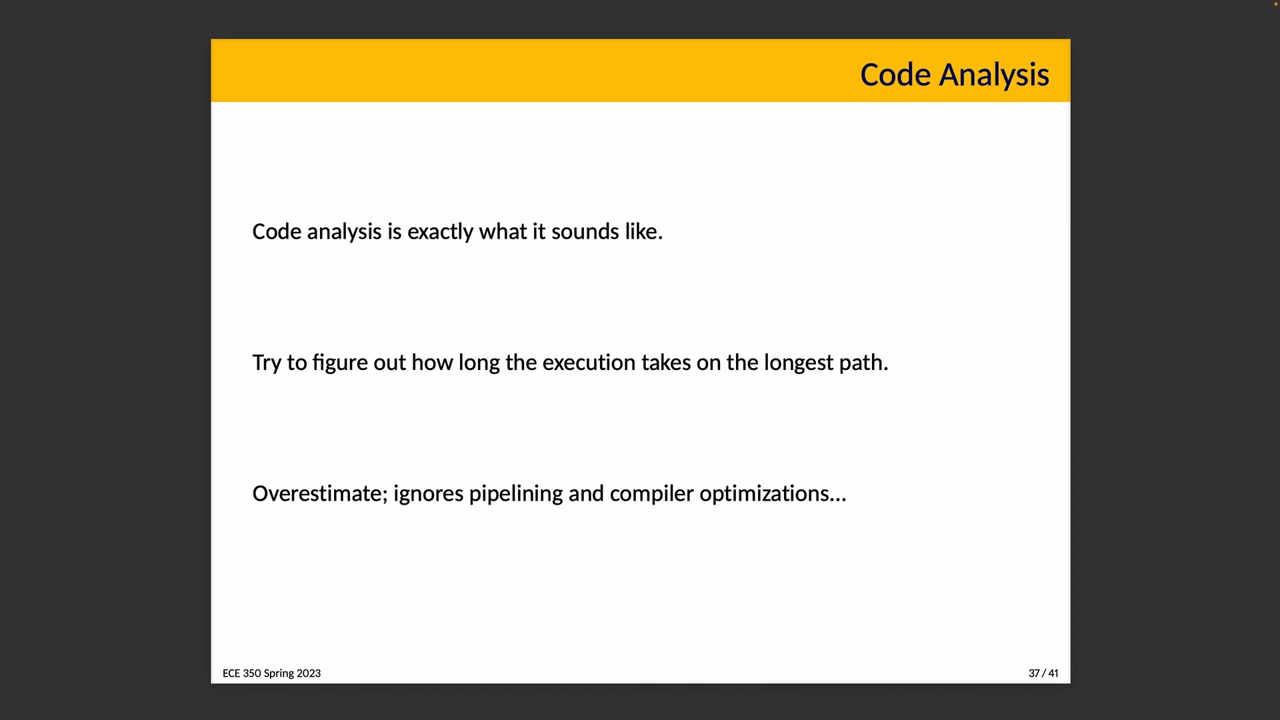 Code Analysis
Code analysis is exactly what it sounds like.
Try to figure out how long the execution takes on the longest path.
Overestimate; ignores pipelining and compiler optimizations...
ECE 350 Spring 2023
37 / 41